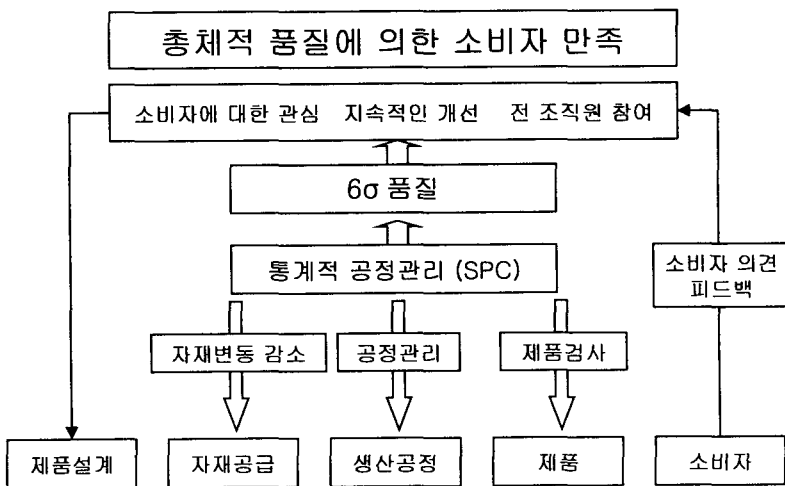 총체적 품질에 의한 소비자 만족
소비자에 대한 관심 지속적인 개선 전 조직원 참여
6σ 품질
통계적 공정관리 (SPC)
소비자 의견
피드백
자재변동 감소 공정관리 제품검사
제품설계 자재공급 생산공정 제품 소비자